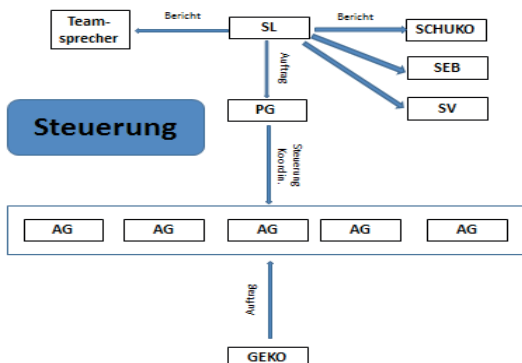 Team-
sprecher
Bericht
SL
Bericht
SCHUKO
SEB
SV
Auftrag
PG
Steuerung
Steuerung
Koordin.
AG
AG
AG
AG
AG
Auftrag
GEKO